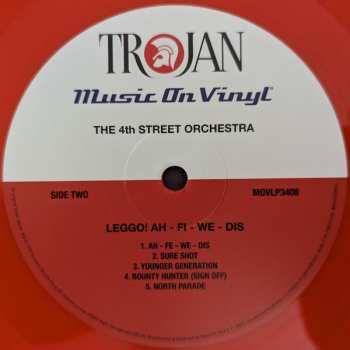 TROJAN
Music On Vinyl
THE 4th STREET ORCHESTRA
SIDE TWO
MOVLP3408
LEGGO! AH - FI - WE - DIS
1. AH - FE - WE - DIS
2. SURE SHOT
3. YOUNGER GENERATION
4. BOUNTY HUNTER (SIGN OFF)
5. NORTH PARADE